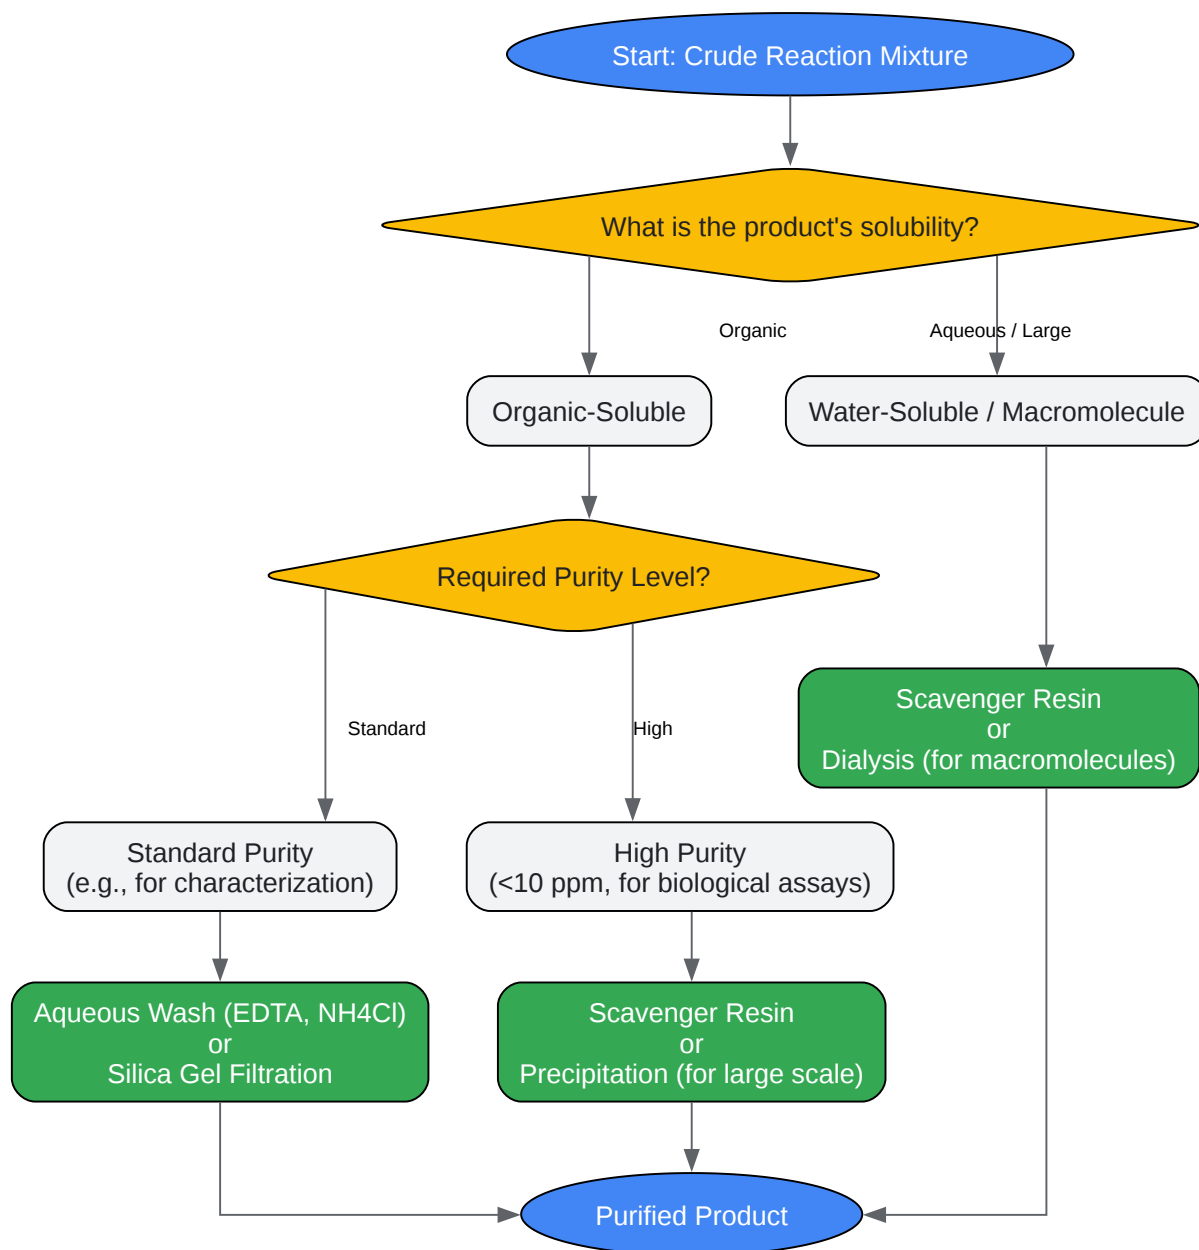 Start: Crude Reaction Mixture
What is the product's solubility?
Organic
Aqueous / Large
Organic-Soluble
Water-Soluble / Macromolecule
Required Purity Level?
Scavenger Resin
or
Dialysis (for macromolecules)
Standard
High
Standard Purity
(e.g., for characterization)
High Purity
(<10 ppm, for biological assays)
Aqueous Wash (EDTA, NH4Cl)
or
Silica Gel Filtration
Scavenger Resin
or
Precipitation (for large scale)
Purified Product